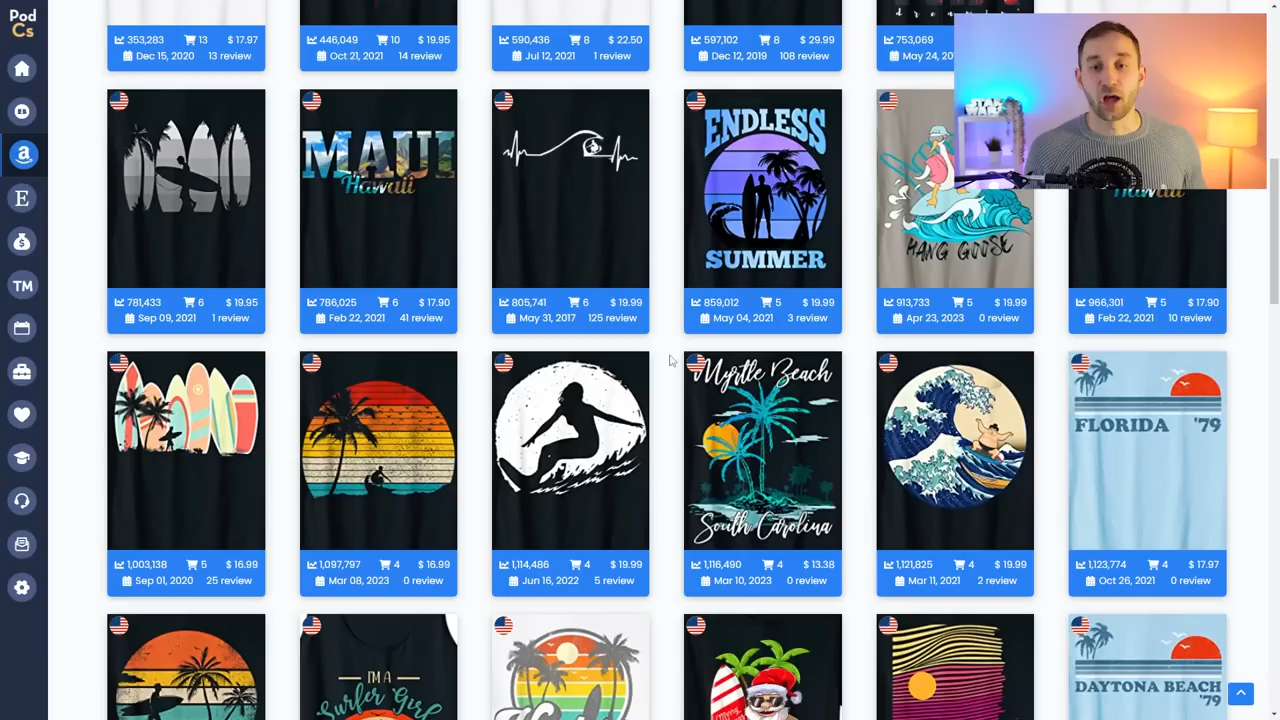 Pod
Cs
353,283 13 $ 17.97
Dec 15, 2020 13 review
446,049 10 $ 19.95
Oct 21, 2021 14 review
590,436 8 $ 22.50
Jul 12, 2021 1 review
597,102 8 $ 29.99
Dec 12, 2019 108 review
753,069
May 24, 20
STAR
WARS
MAUI
Hawaii
ENDLESS
SUMMER
HANG GOOSE
Hawaii
a
E
$
TM
781,433 6 $ 19.95
Sep 09, 2021 1 review
786,025 6 $ 17.90
Feb 22, 2021 41 review
805,741 6 $ 19.99
May 31, 2017 125 review
859,012 5 $ 19.99
May 04, 2021 3 review
913,733 5 $ 19.99
Apr 23, 2023 0 review
966,301 5 $ 17.90
Feb 22, 2021 10 review
Myrtle Beach
South Carolina
FLORIDA '79
1,003,138 5 $ 16.99
Sep 01, 2020 25 review
1,097,797 4 $ 16.99
Mar 08, 2023 0 review
1,114,486 4 $ 19.99
Jun 16, 2022 5 review
1,116,490 4 $ 13.38
Mar 10, 2023 0 review
1,121,825 4 $ 19.99
Mar 11, 2021 2 review
1,123,774 4 $ 17.97
Oct 26, 2021 0 review
I'M A
Surfer Girl
DAYTONA BEACH
'79